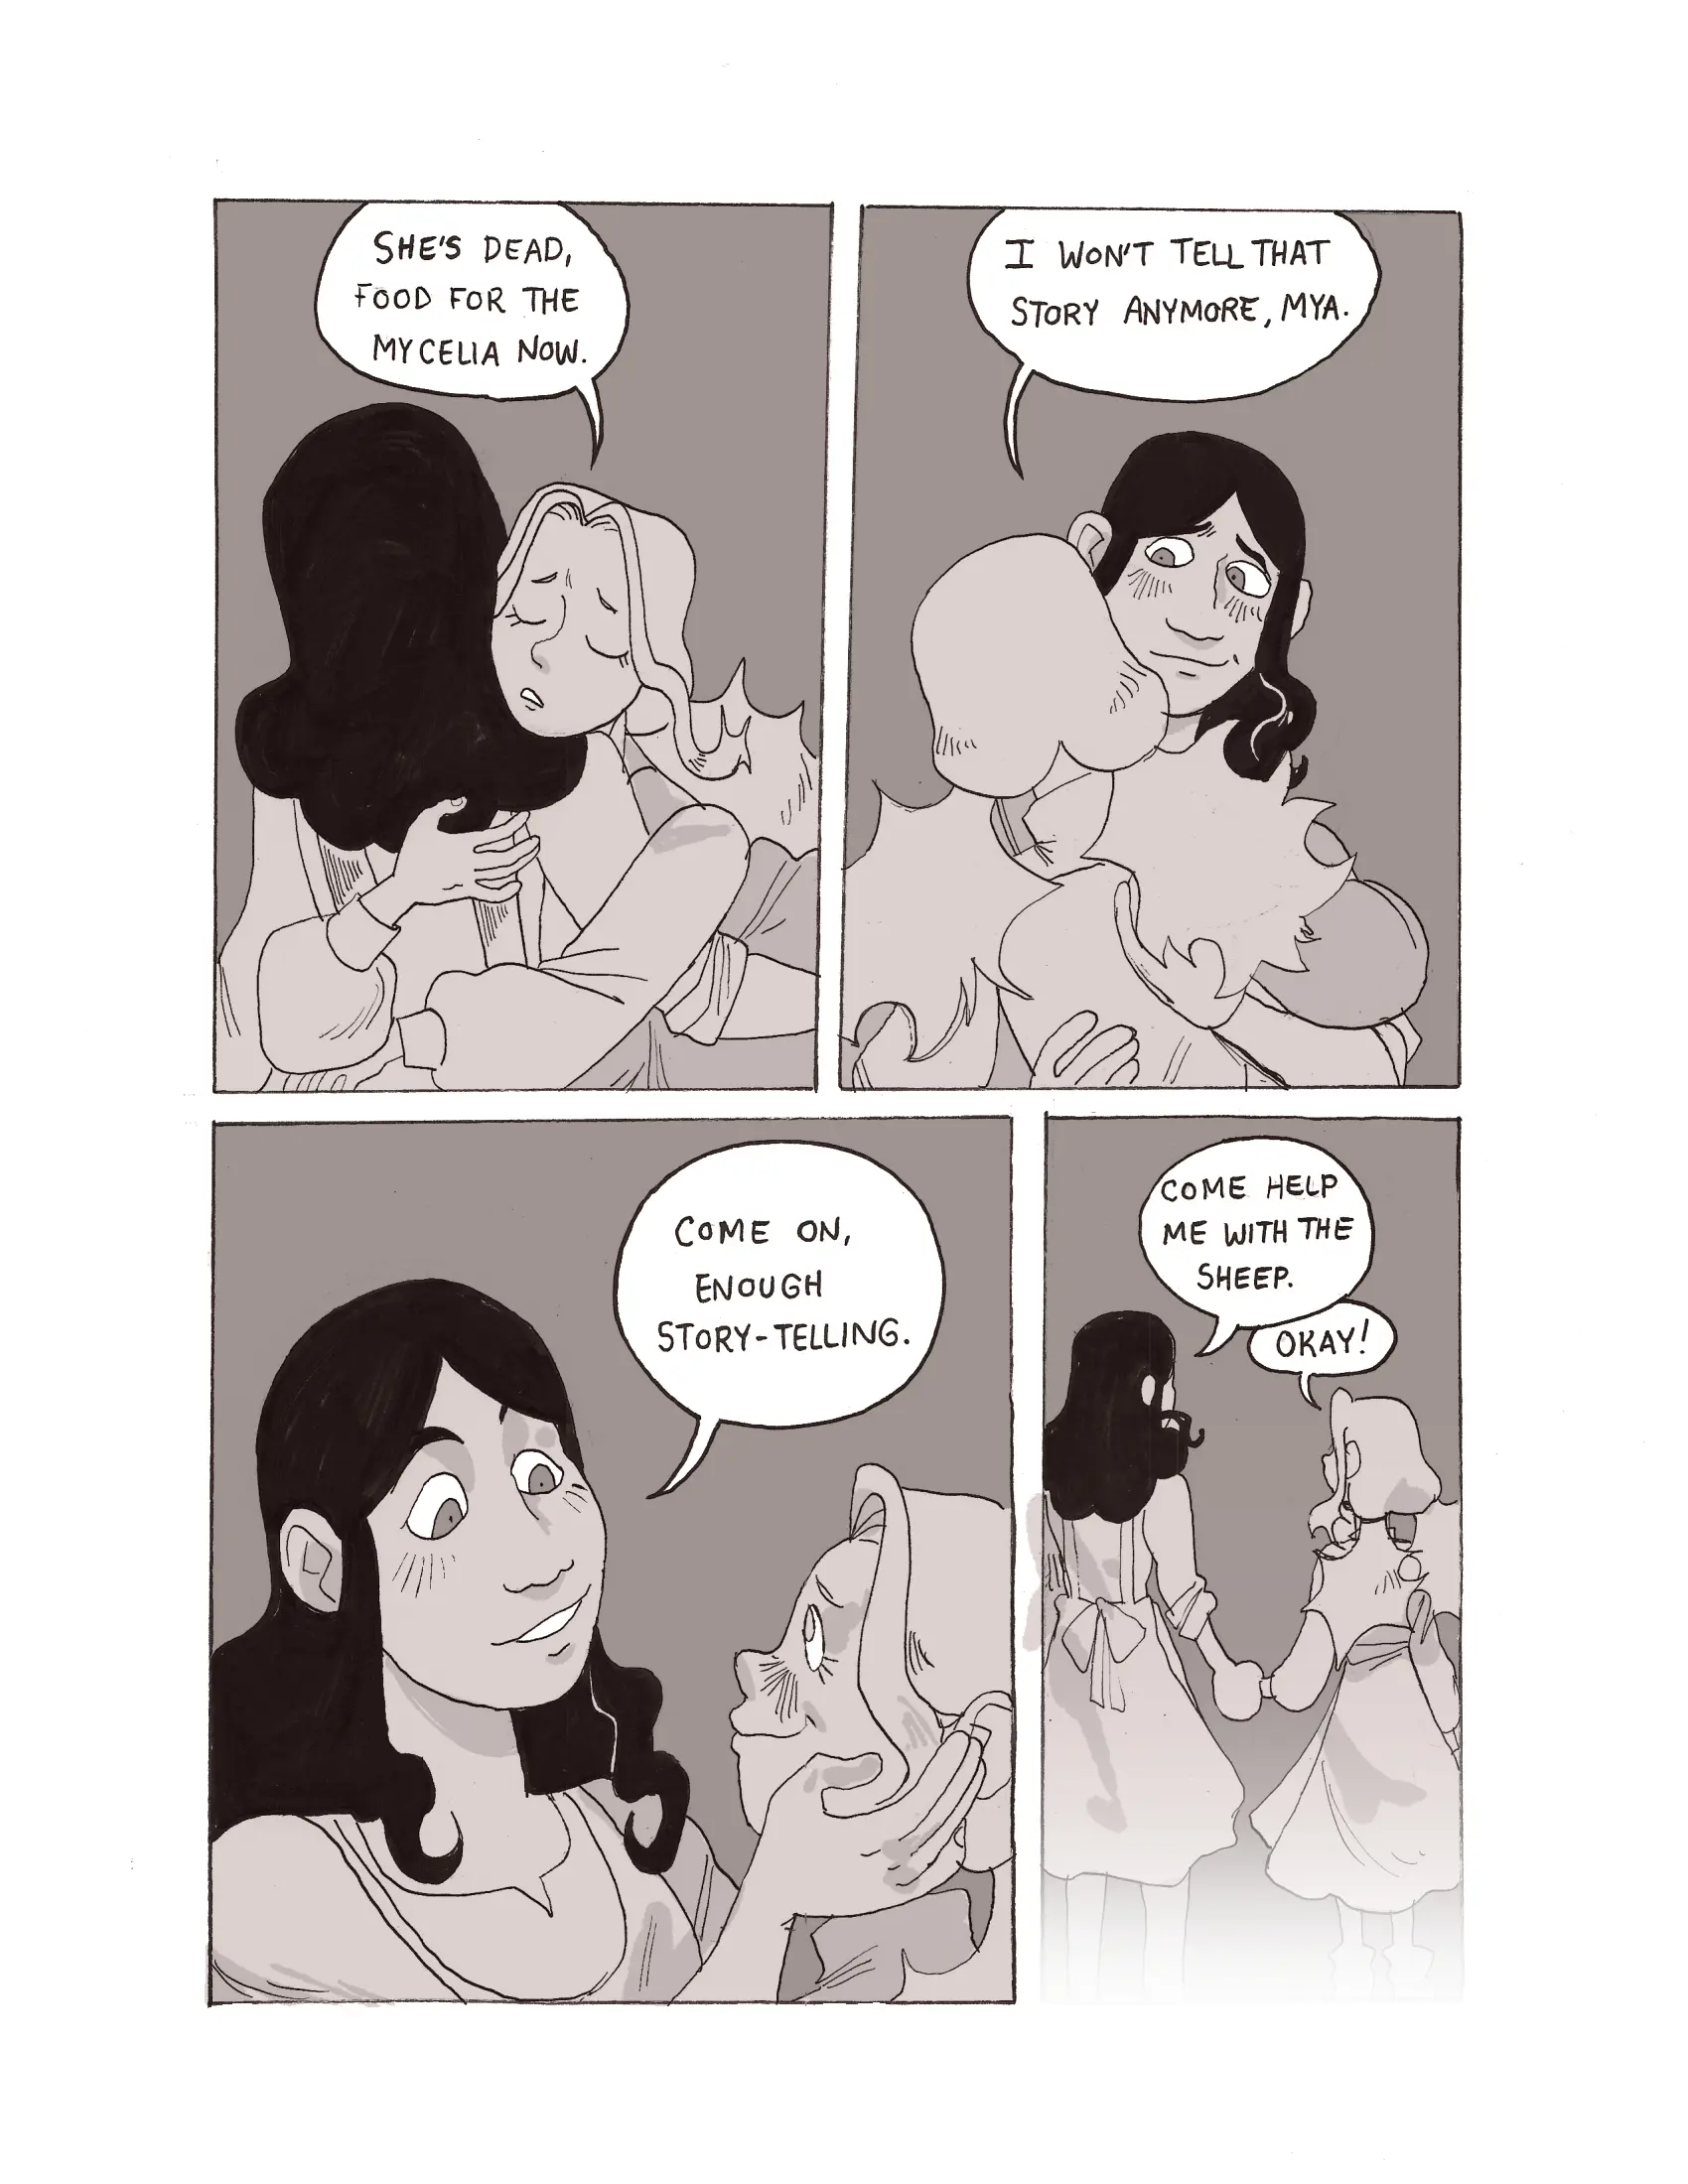 SHE'S DEAD,
FOOD FOR THE
MYCELIA NOW.
I WON'T TELL THAT
STORY ANYMORE, MYA.
COME ON,
ENOUGH
STORY-TELLING.
COME HELP
ME WITH THE
SHEEP.
OKAY!